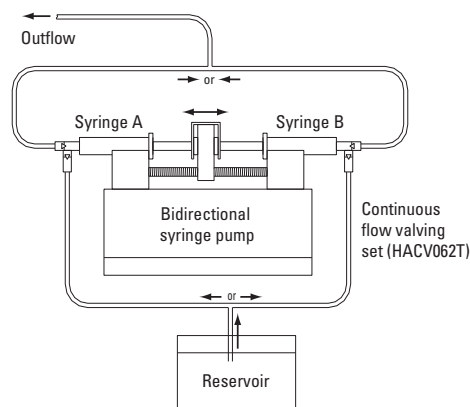 Outflow
or
Syringe A
Syringe B
Bidirectional
syringe pump
Continuous
flow valving
set (HACV062T)
or
Reservoir